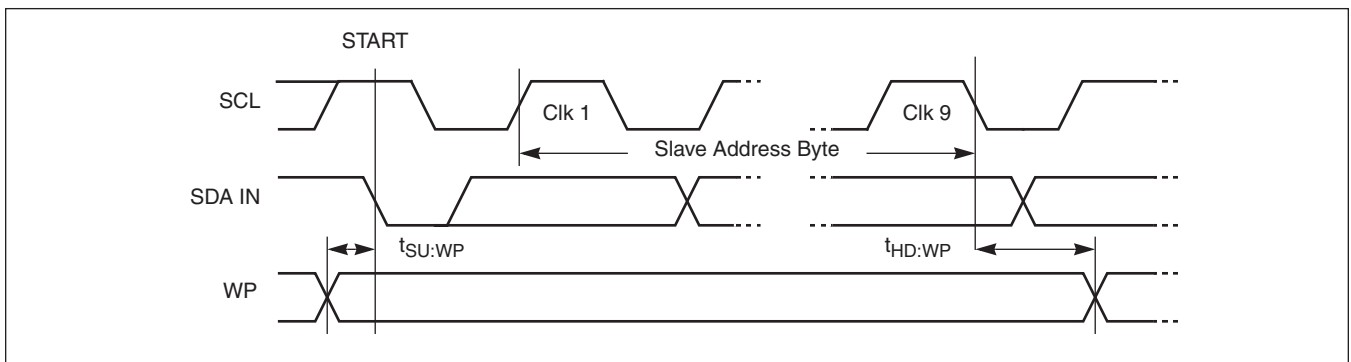 START
SCL
Clk 1
Clk 9
Slave Address Byte
SDA IN
tSU:WP
tHD:WP
WP